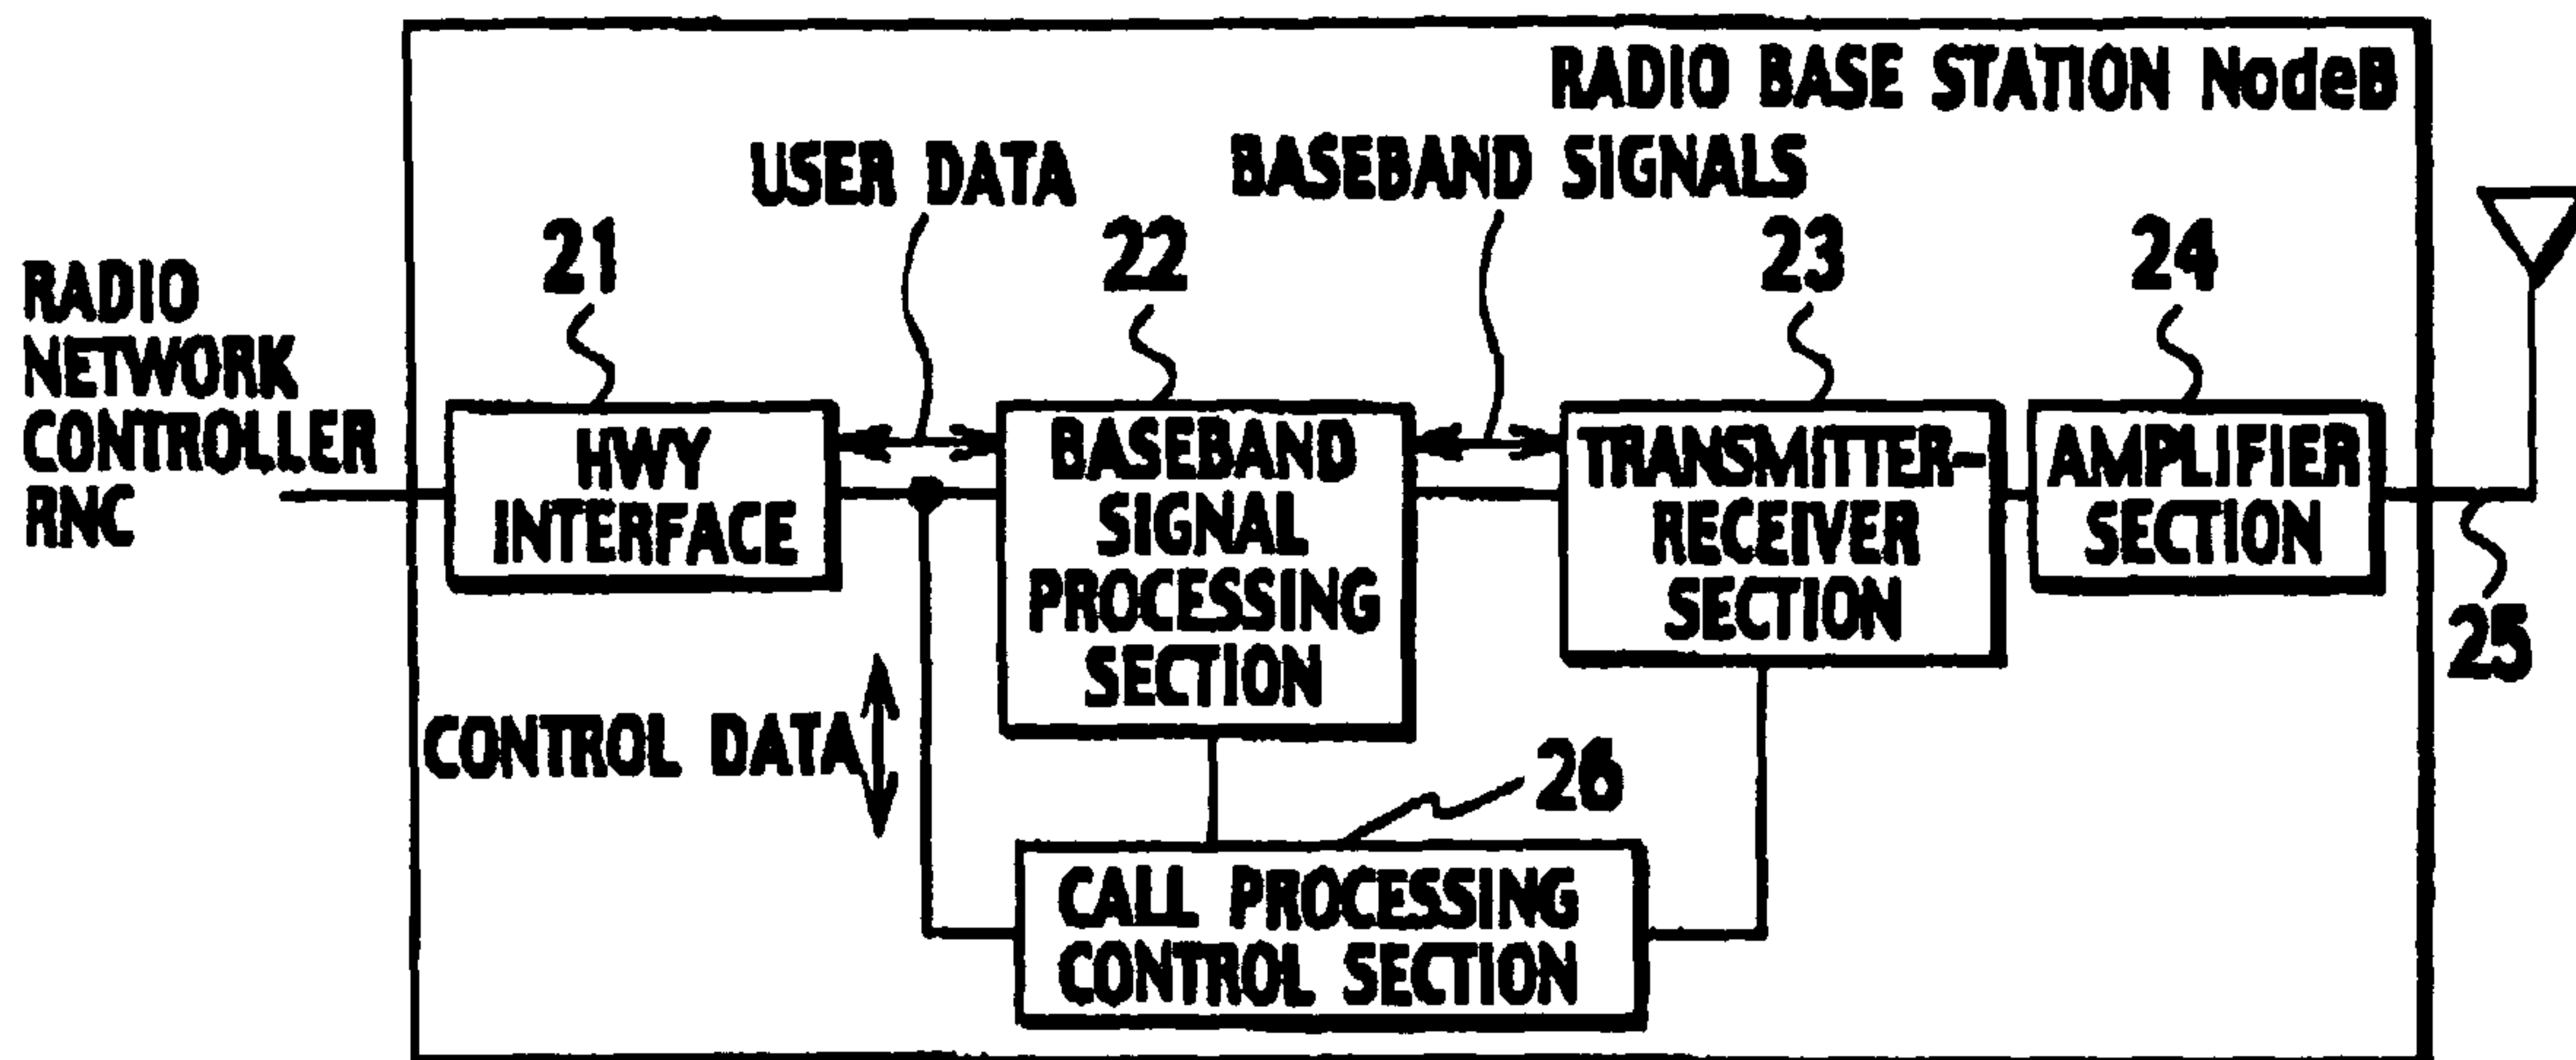 RADIO BASE STATION NodeB
USER DATA
BASEBAND SIGNALS
21
22
23
24
RADIO
NETWORK
CONTROLLER
RNC
HWY
INTERFACE
BASEBAND
SIGNAL
PROCESSING
SECTION
TRANSMITTER-
RECEIVER
SECTION
AMPLIFIER
SECTION
25
CONTROL DATA
26
CALL PROCESSING
CONTROL SECTION